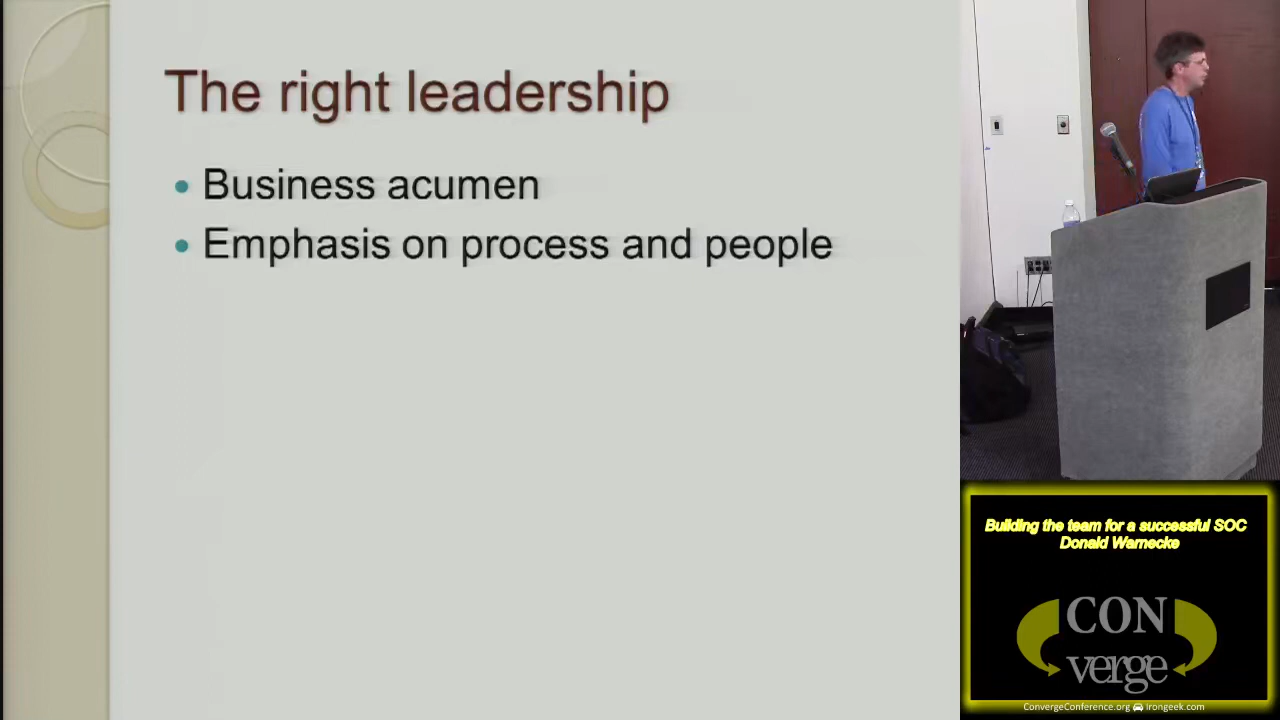 The right leadership
• Business acumen
• Emphasis on process and people
Building the team for a successful SOC
Donald Warnecke
CON
verge
ConvergeConference.org irongeek.com